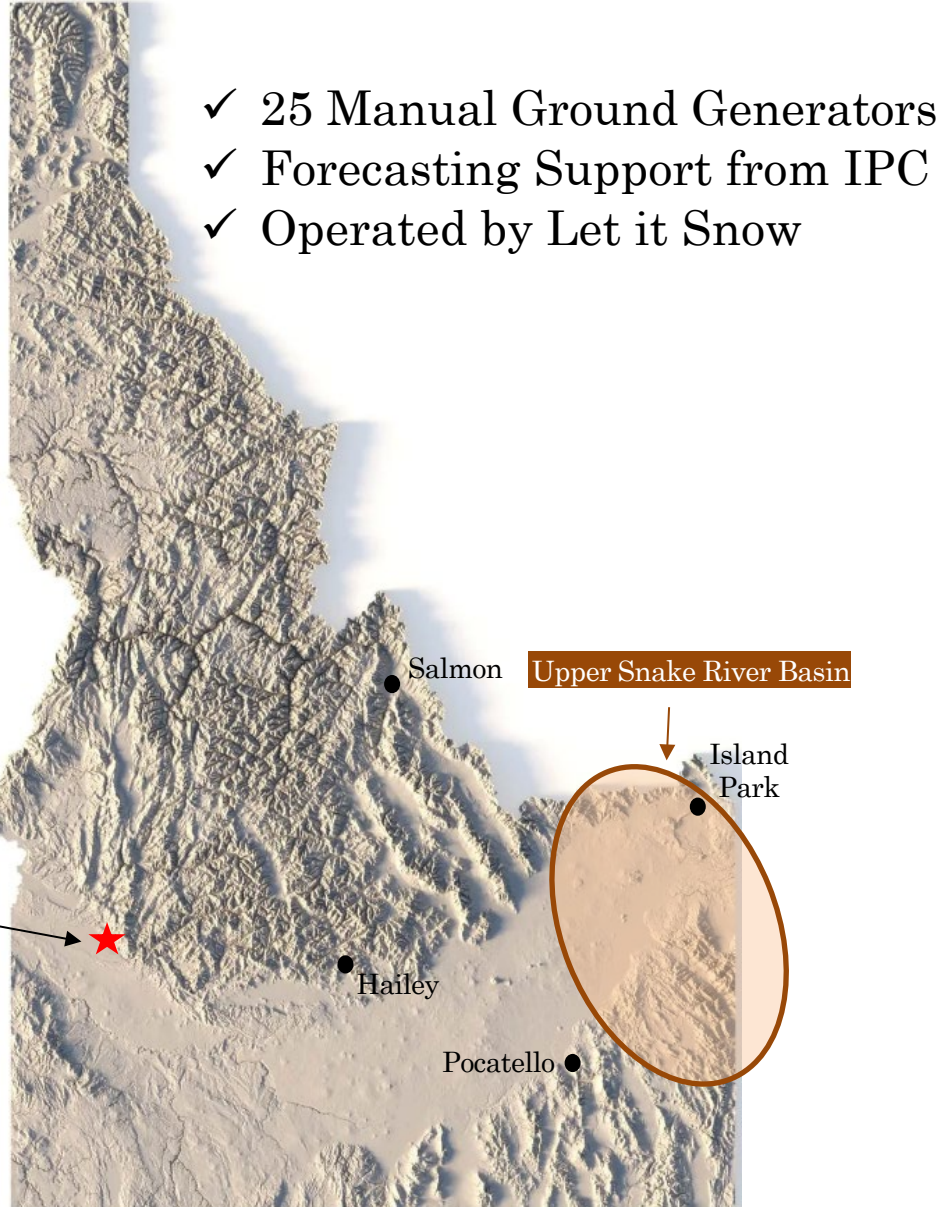 ✓ 25 Manual Ground Generators
✓ Forecasting Support from IPC
✓ Operated by Let it Snow
Salmon
Upper Snake River Basin
Island
Park
Hailey
Pocatello